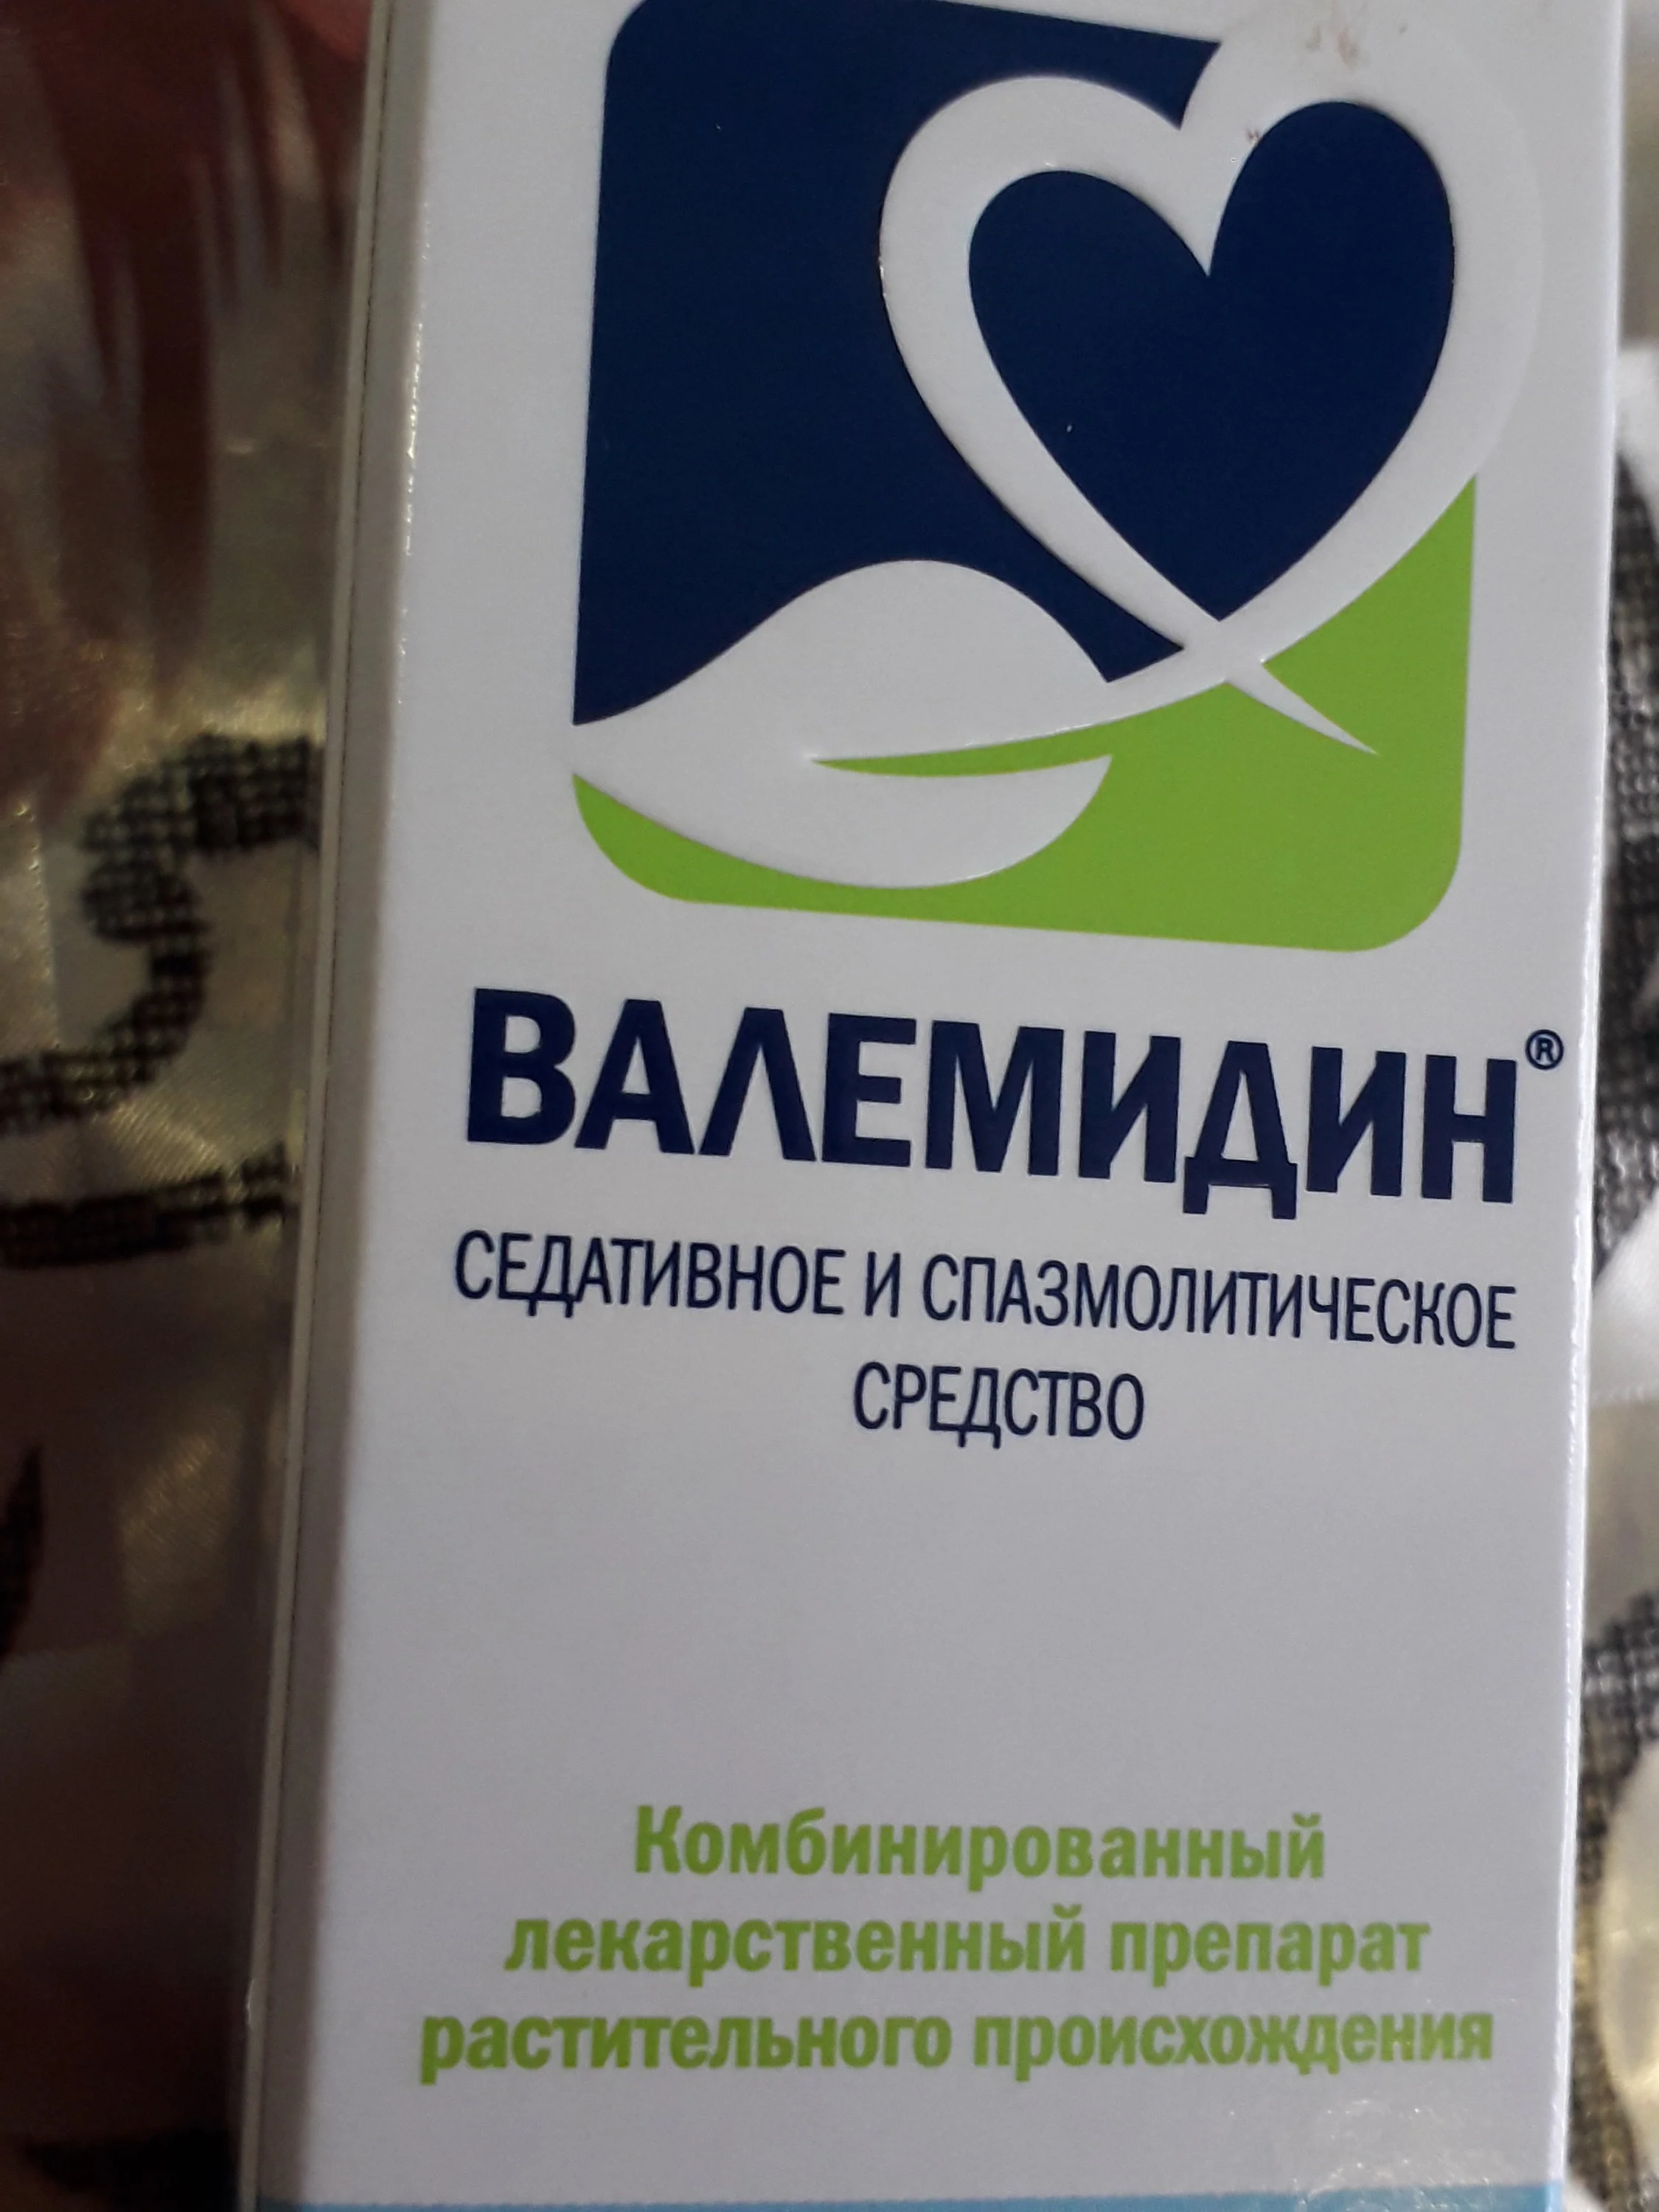 ВАЛЕМИДИН®
СЕДАТИВНОЕ И СПАЗМОЛИТИЧЕСКОЕ
СРЕДСТВО
Комбинированный
лекарственный препарат
растительного происхождения